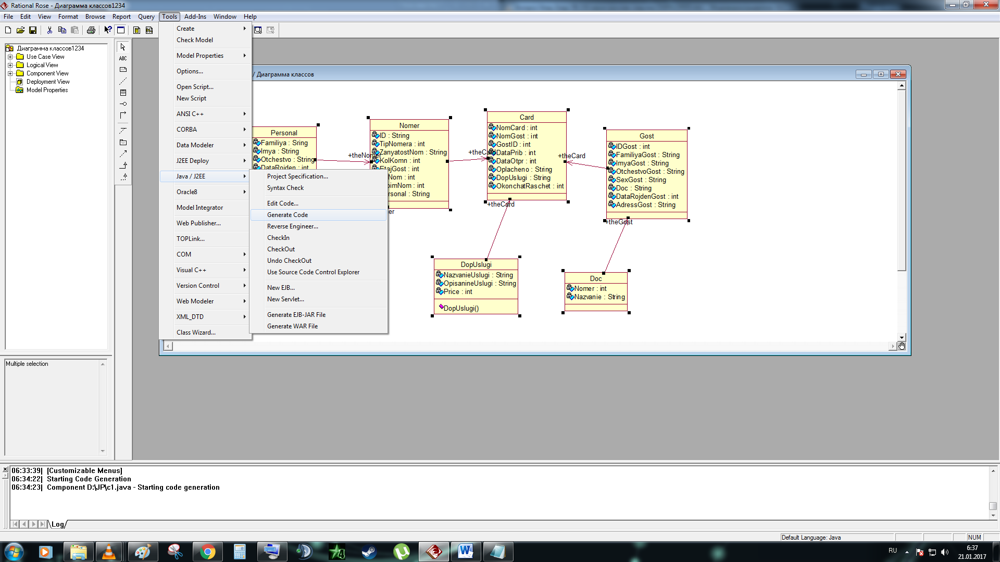 Rational Rose - Диаграмма классов1234
File Edit View Format Browse Report Query Tools Add-Ins Window Help
Диаграмма классов1234
Use Case View
Logical View
Component View
Deployment View
Model Properties
ABC
Create
Check Model
Model Properties
Options...
Open Script...
New Script
ANSI C++
CORBA
Data Modeler
J2EE Deploy
Java / J2EE
Oracle8
Model Integrator
Web Publisher...
TOPLink...
COM
Visual C++
Version Control
Web Modeler
XML_DTD
Class Wizard...
Project Specification...
Syntax Check
Edit Code...
Generate Code
Reverse Engineer...
CheckIn
CheckOut
Undo CheckOut
Use Source Code Control Explorer
New EJB...
New Servlet...
Generate EJB-JAR File
Generate WAR File
/ Диаграмма классов
Personal
Familiya : Sring
Imya : String
Otchestvo : String
DataRojden : int
+theNomer
Nomer
ID : String
TipNomera : int
ZanyatostNom : String
KolKomn : int
EtajGost : int
Nom : int
imNom : int
rsonal : String
er
+theCard
Card
NomCard : int
NomGost : int
GostID : int
DataPrib : int
DataOtpr : int
Oplacheno : String
DopUslugi : String
OkonchatRaschet : int
+theCard
+theCard
Gost
IDGost : int
FamiliyaGost : String
ImyaGost : String
OtchestvoGost : String
SexGost : String
Doc : String
DataRojdenGost : int
AdressGost : String
+theGost
DopUslugi
NazvanieUslugi : String
OpisanineUslugi : String
Price : int
DopUslugi()
Doc
Nomer : int
Nazvanie : String
Multiple selection
06:33:39| [Customizable Menus]
06:34:22| Starting Code Generation
06:34:23| Component D:\JP\c1.java - Starting code generation
Log
Default Language: Java
NUM
RU
6:37
21.01.2017